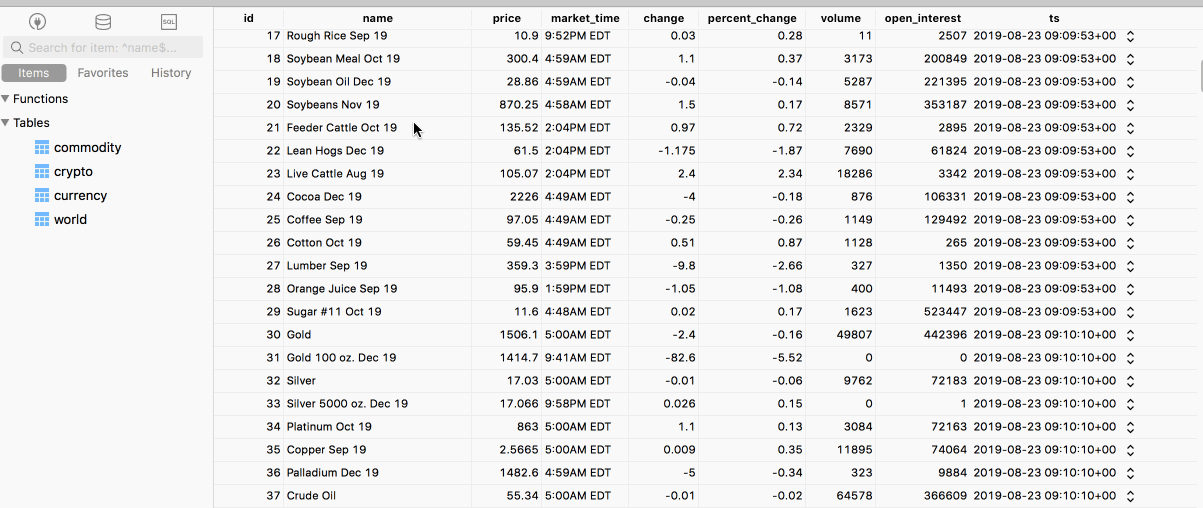 SQL
Search for item: ^name$...
Items Favorites History
Functions
Tables
commodity
crypto
currency
world
id name price market_time change percent_change volume open_interest ts
17 Rough Rice Sep 19 10.9 9:52PM EDT 0.03 0.28 11 2507 2019-08-23 09:09:53+00
18 Soybean Meal Oct 19 300.4 4:59AM EDT 1.1 0.37 3173 200849 2019-08-23 09:09:53+00
19 Soybean Oil Dec 19 28.86 4:59AM EDT -0.04 -0.14 5287 221395 2019-08-23 09:09:53+00
20 Soybeans Nov 19 870.25 4:58AM EDT 1.5 0.17 8571 353187 2019-08-23 09:09:53+00
21 Feeder Cattle Oct 19 135.52 2:04PM EDT 0.97 0.72 2329 2895 2019-08-23 09:09:53+00
22 Lean Hogs Dec 19 61.5 2:04PM EDT -1.175 -1.87 7690 61824 2019-08-23 09:09:53+00
23 Live Cattle Aug 19 105.07 2:04PM EDT 2.4 2.34 18286 3342 2019-08-23 09:09:53+00
24 Cocoa Dec 19 2226 4:49AM EDT -4 -0.18 876 106331 2019-08-23 09:09:53+00
25 Coffee Sep 19 97.05 4:49AM EDT -0.25 -0.26 1149 129492 2019-08-23 09:09:53+00
26 Cotton Oct 19 59.45 4:49AM EDT 0.51 0.87 1128 265 2019-08-23 09:09:53+00
27 Lumber Sep 19 359.3 3:59PM EDT -9.8 -2.66 327 1350 2019-08-23 09:09:53+00
28 Orange Juice Sep 19 95.9 1:59PM EDT -1.05 -1.08 400 11493 2019-08-23 09:09:53+00
29 Sugar #11 Oct 19 11.6 4:48AM EDT 0.02 0.17 1623 523447 2019-08-23 09:09:53+00
30 Gold 1506.1 5:00AM EDT -2.4 -0.16 49807 442396 2019-08-23 09:10:10+00
31 Gold 100 oz. Dec 19 1414.7 9:41AM EDT -82.6 -5.52 0 0 2019-08-23 09:10:10+00
32 Silver 17.03 5:00AM EDT -0.01 -0.06 9762 72183 2019-08-23 09:10:10+00
33 Silver 5000 oz. Dec 19 17.066 9:58PM EDT 0.026 0.15 0 1 2019-08-23 09:10:10+00
34 Platinum Oct 19 863 5:00AM EDT 1.1 0.13 3084 72163 2019-08-23 09:10:10+00
35 Copper Sep 19 2.5665 5:00AM EDT 0.009 0.35 11895 74064 2019-08-23 09:10:10+00
36 Palladium Dec 19 1482.6 4:59AM EDT -5 -0.34 323 9884 2019-08-23 09:10:10+00
37 Crude Oil 55.34 5:00AM EDT -0.01 -0.02 64578 366609 2019-08-23 09:10:10+00